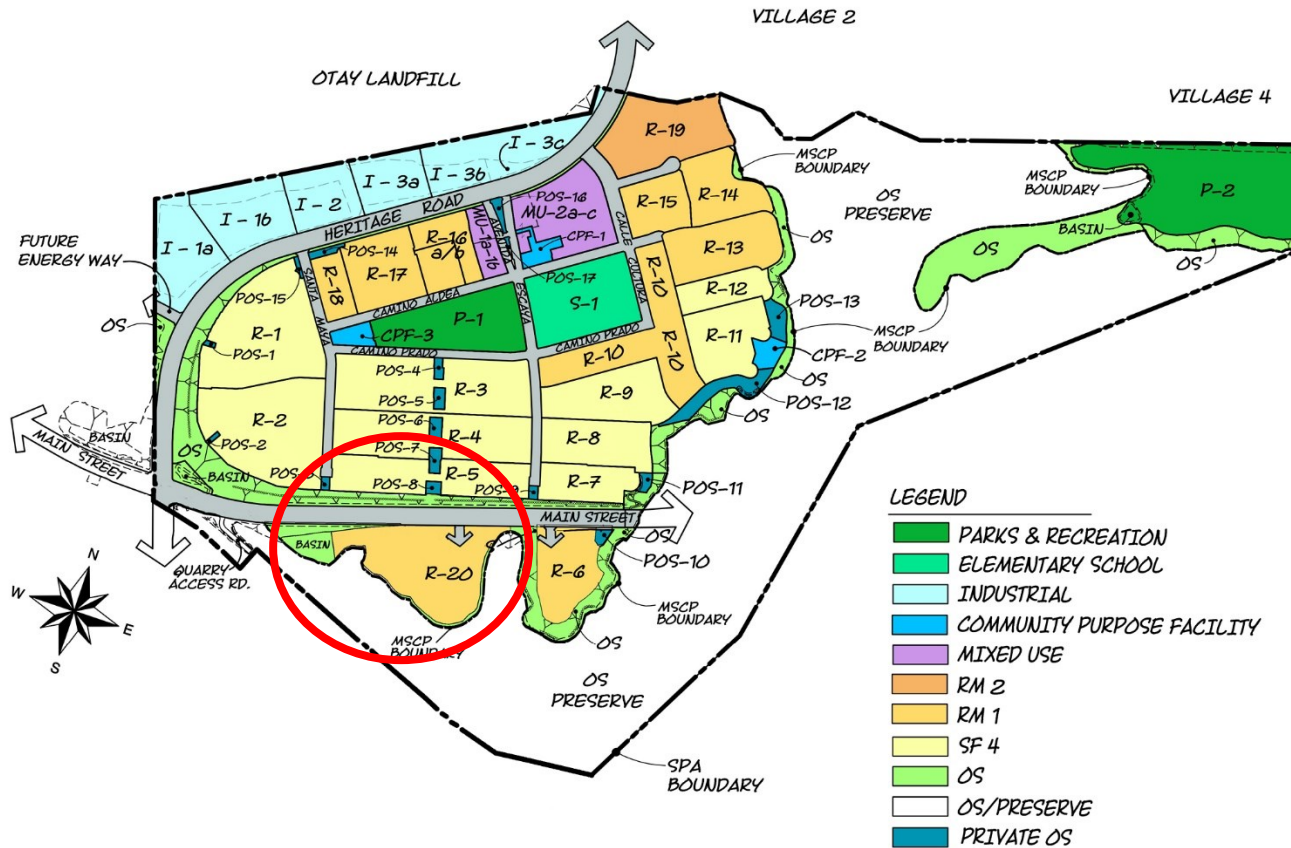 VILLAGE 2
OTAY LANDFILL
VILLAGE 4
R-19
I - 3c
I - 3b
I - 3a
I - 2
I - 1b
I - 1a
HERITAGE ROAD
MSCP
BOUNDARY
MSCP
BOUNDARY
P-2
OS
PRESERVE
BASIN
OS
OS
POS-16
MU-2a-c
MU-1a-1b
AVENIDA
ESCAYA
CALLE
CULTURA
R-15
R-14
FUTURE
ENERGY WAY
POS-14
R-16
a/b
CPF-1
R-13
OS
R-17
R-18
SANTA
MAYA
POS-17
CAMINO ALDEA
S-1
R-10
R-12
POS-13
POS-15
OS
R-1
POS-1
CPF-3
P-1
CAMINO PRADO
CAMINO PRADO
R-11
MSCP
BOUNDARY
CPF-2
POS-4
R-3
R-10
R-10
OS
POS-12
OS
POS-5
R-9
R-2
POS-2
POS-6
R-4
R-8
MAIN STREET
BASIN
OS
BASIN
POS-7
R-5
POS-8
R-7
POS-11
MAIN STREET
OS
POS-10
BASIN
R-20
R-6
QUARRY
ACCESS RD.
MSCP
BOUNDARY
MSCP
BOUNDARY
OS
OS
PRESERVE
SPA
BOUNDARY
N
W
E
S
LEGEND
PARKS & RECREATION
ELEMENTARY SCHOOL
INDUSTRIAL
COMMUNITY PURPOSE FACILITY
MIXED USE
RM 2
RM 1
SF 4
OS
OS/PRESERVE
PRIVATE OS